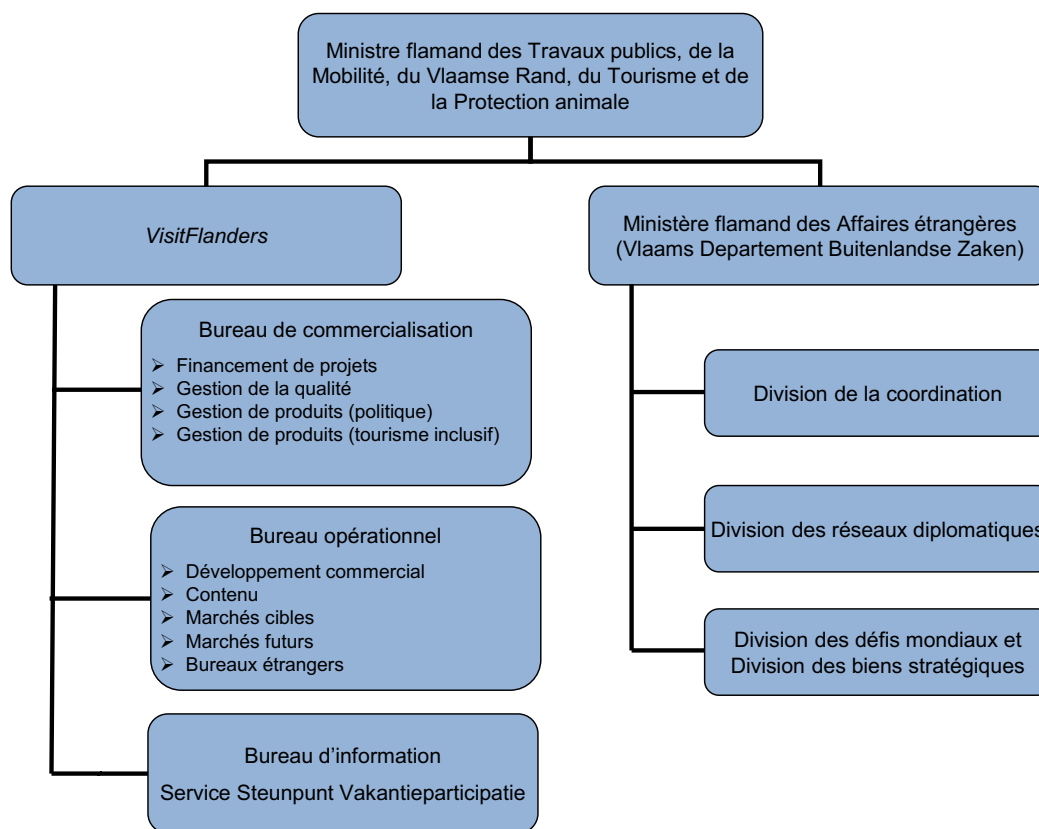 Ministre flamand des Travaux publics, de la
Mobilité, du Vlaamse Rand, du Tourisme et de
la Protection animale
VisitFlanders
Bureau de commercialisation
➢ Financement de projets
➢ Gestion de la qualité
➢ Gestion de produits (politique)
➢ Gestion de produits (tourisme inclusif)
Bureau opérationnel
➢ Développement commercial
➢ Contenu
➢ Marchés cibles
➢ Marchés futurs
➢ Bureaux étrangers
Bureau d’information
Service Steunpunt Vakantieparticipatie
Ministère flamand des Affaires étrangères
(Vlaams Departement Buitenlandse Zaken)
Division de la coordination
Division des réseaux diplomatiques
Division des défis mondiaux et
Division des biens stratégiques